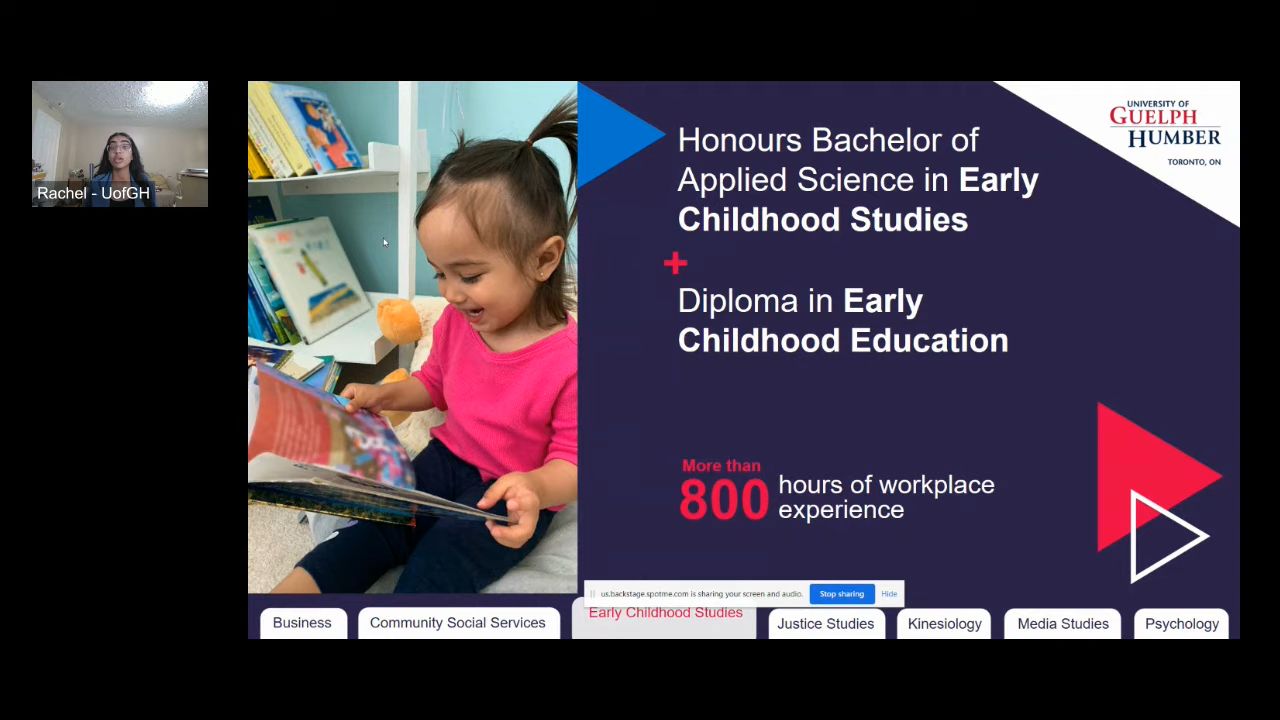 Rachel - UofGH
UNIVERSITY OF
GUELPH
HUMBER
TORONTO, ON
Honours Bachelor of
Applied Science in Early
Childhood Studies
+
Diploma in Early
Childhood Education
More than
800 hours of workplace
experience
us.backstage.spotme.com is sharing your screen and audio.
Stop sharing
Hide
Business
Community Social Services
Early Childhood Studies
Justice Studies
Kinesiology
Media Studies
Psychology